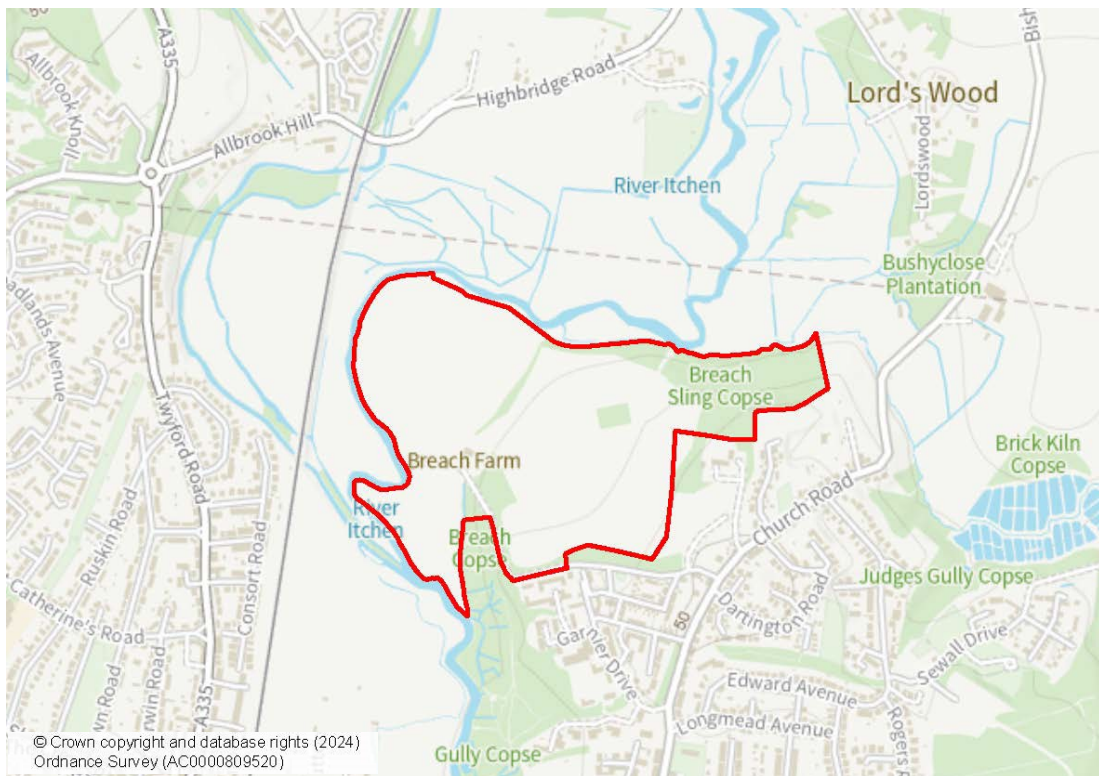 A335
Allbrook Knoll
Allbrook Hill
Highbridge Road
Lord's Wood
Lordswood
River Itchen
Bushyclose
Plantation
Breach
Sling Copse
Twyford Road
Breach Farm
River
Itchen
Breach
Copse
Brick Kiln
Copse
Church Road
Judges Gully Copse
Ruskin Road
Consort Road
Catherine's Road
A335
Garnier Drive
50
Dartington Road
Sewall Drive
Edward Avenue
Longmead Avenue
Gully Copse
© Crown copyright and database rights (2024)
Ordnance Survey (AC0000809520)